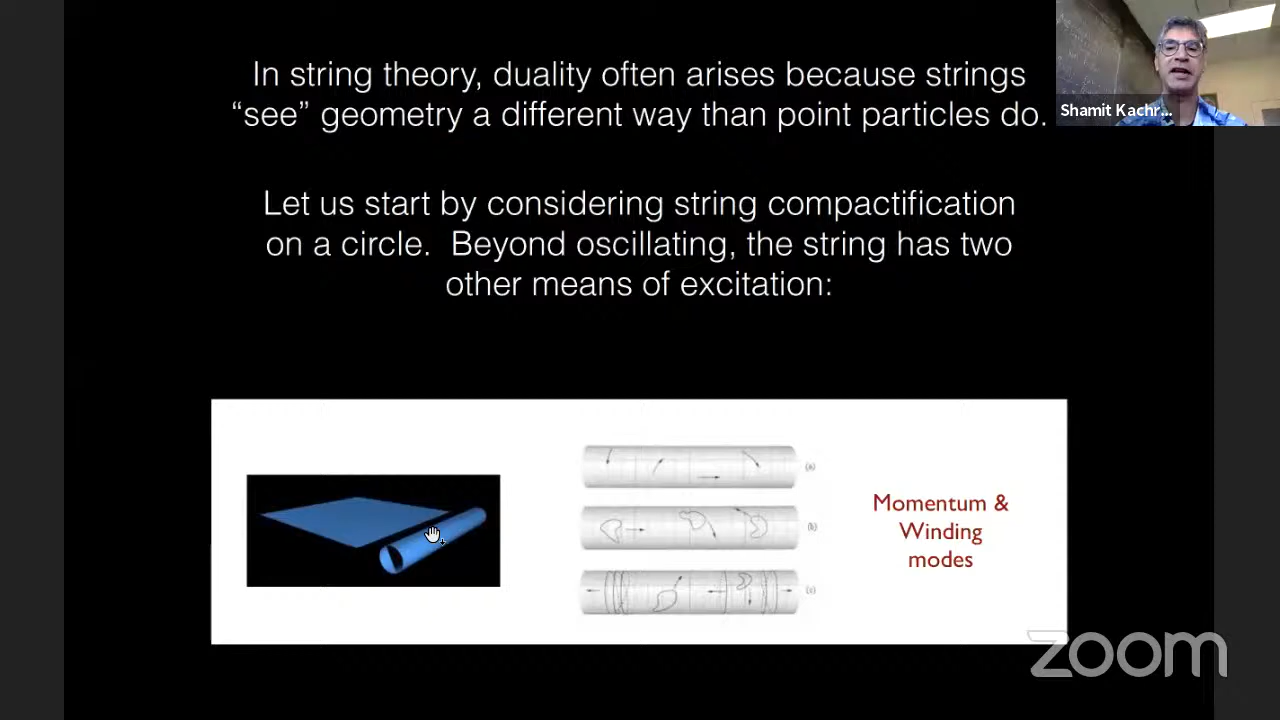 In string theory, duality often arises because strings
“see” geometry a different way than point particles do.
Shamit Kachr...
Let us start by considering string compactification
on a circle. Beyond oscillating, the string has two
other means of excitation:
(a)
(b)
(c)
Momentum &
Winding
modes
zoom